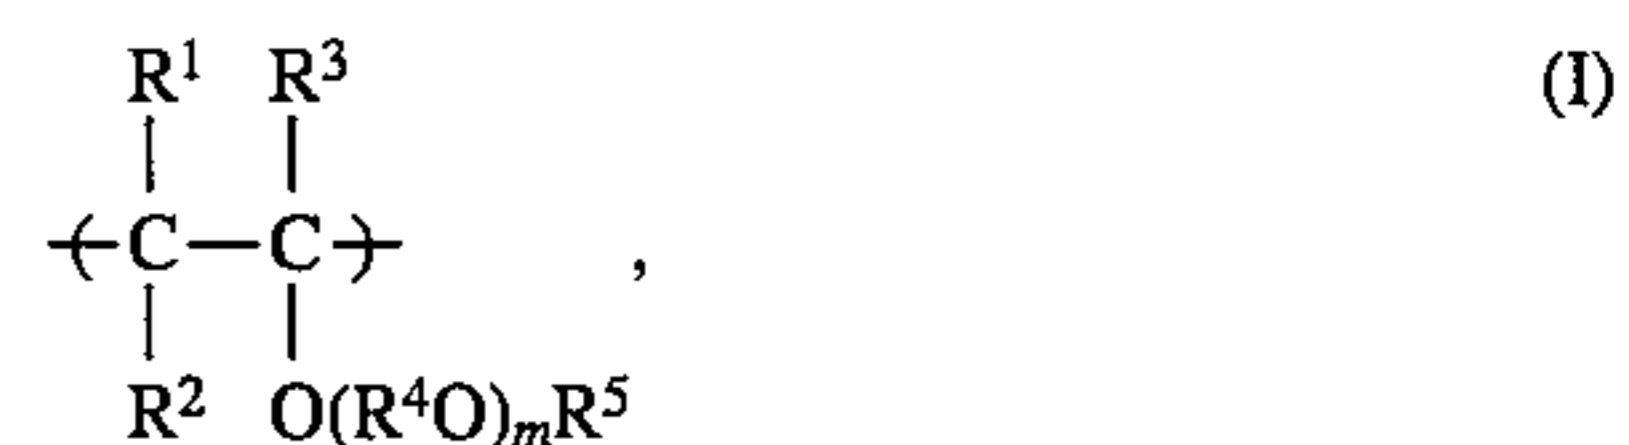 R¹ R³ (I)
-(-C—C-)- ,
R² O(R⁴O)ₘR⁵